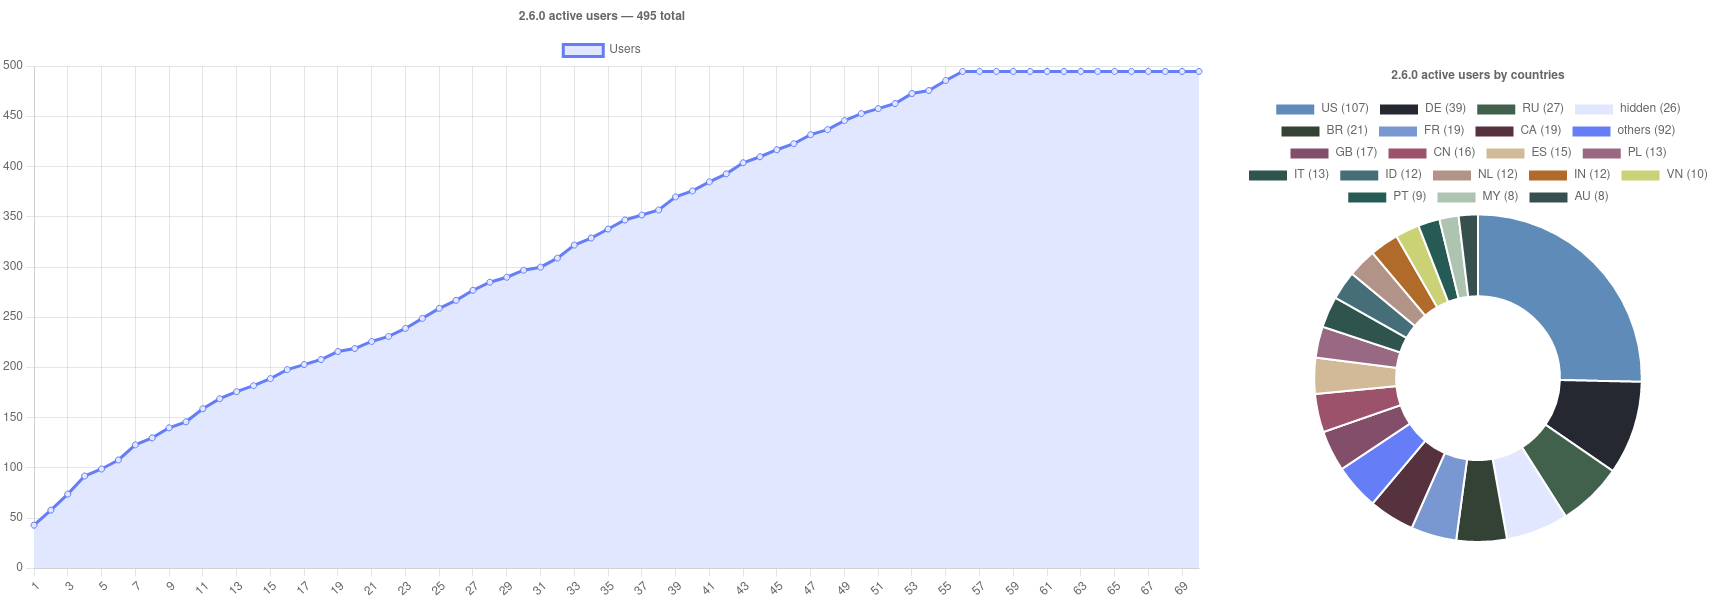 2.6.0 active users — 495 total
Users
500
450
400
350
300
250
200
150
100
50
0
1 3 5 7 9 11 13 15 17 19 21 23 25 27 29 31 33 35 37 39 41 43 45 47 49 51 53 55 57 59 61 63 65 67 69
2.6.0 active users by countries
US (107) DE (39) RU (27) hidden (26)
BR (21) FR (19) CA (19) others (92)
GB (17) CN (16) ES (15) PL (13)
IT (13) ID (12) NL (12) IN (12) VN (10)
PT (9) MY (8) AU (8)